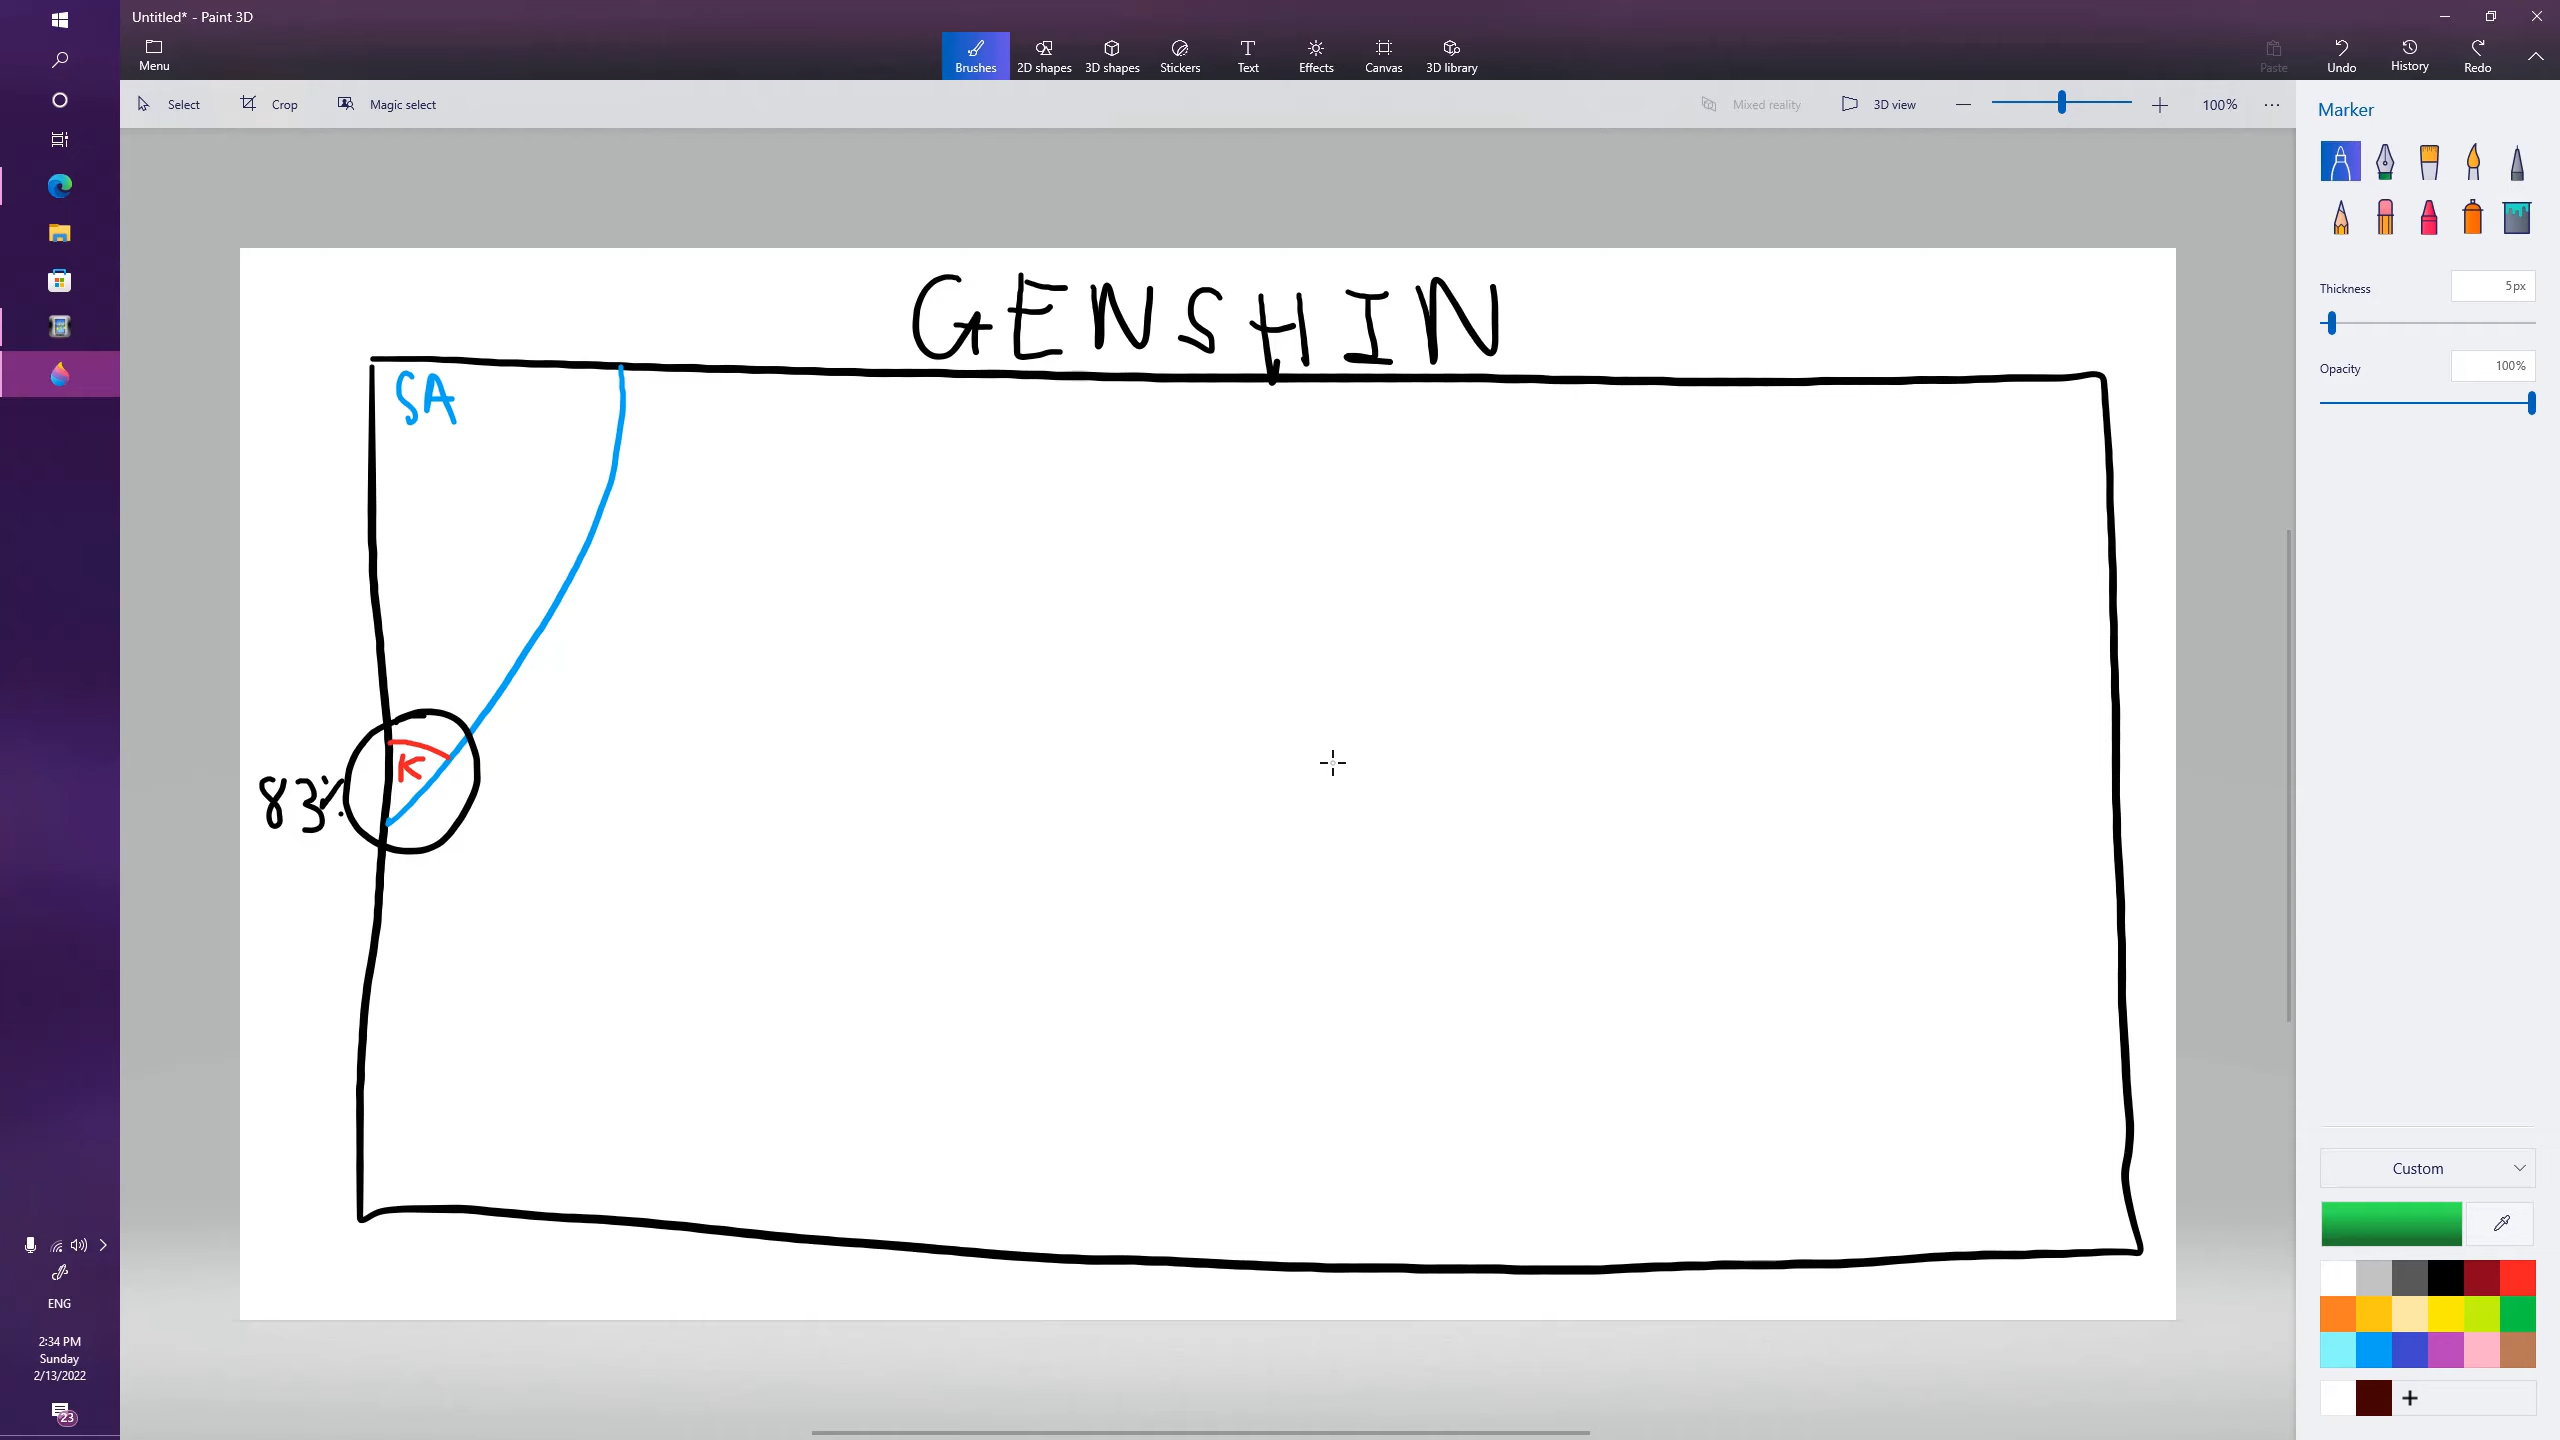 Untitled* - Paint 3D
Menu
Brushes
2D shapes
3D shapes
Stickers
Text
Effects
Canvas
3D library
Paste
Undo
History
Redo
Select
Crop
Magic select
Mixed reality
3D view
100%
Marker
Thickness
5px
Opacity
100%
GENSHIN
SA
K
83%
Custom
ENG
2:34 PM
Sunday
2/13/2022
23